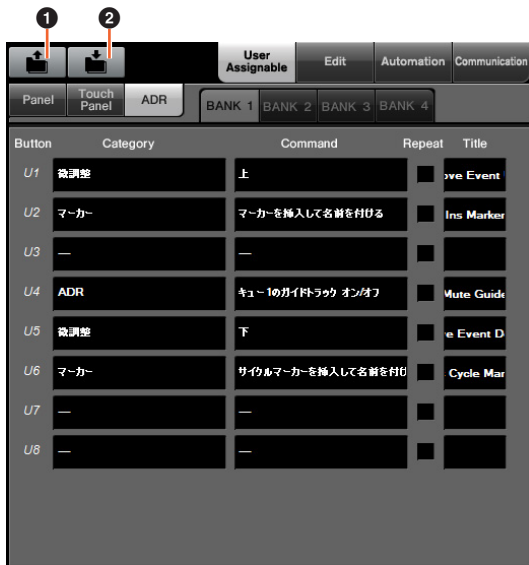 1 2
User Assignable Edit Automation Communication
Panel Touch Panel ADR BANK 1 BANK 2 BANK 3 BANK 4
Button Category Command Repeat Title
U1 微調整 上 ove Event
U2 マーカー マーカーを挿入して名前を付ける Ins Marker
U3 — —
U4 ADR キュー1のガイドトラック オン/オフ Mute Guide
U5 微調整 下 e Event D
U6 マーカー サイクルマーカーを挿入して名前を付け Cycle Mar
U7 — —
U8 — —